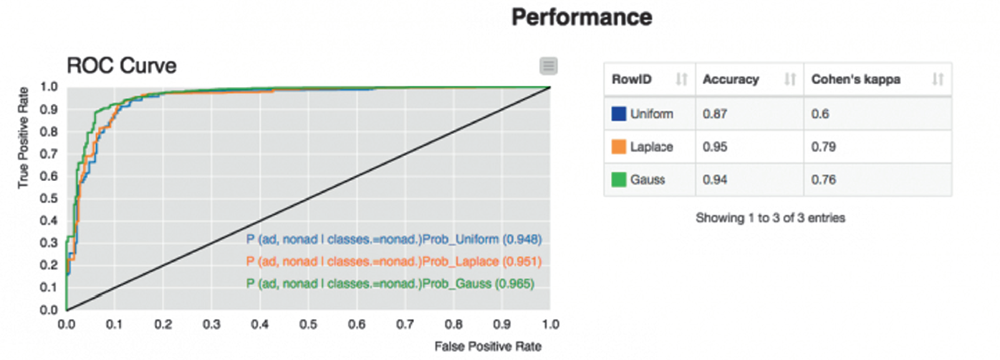 Performance
ROC Curve
True Positive Rate
1.0
0.9
0.8
0.7
0.6
0.5
0.4
0.3
0.2
0.1
0.0
P (ad, nonad | classes.=nonad.)Prob_Uniform (0.948)
P (ad, nonad | classes.=nonad.)Prob_Laplace (0.951)
P (ad, nonad | classes.=nonad.)Prob_Gauss (0.965)
0.0 0.1 0.2 0.3 0.4 0.5 0.6 0.7 0.8 0.9 1.0
False Positive Rate
RowID Accuracy Cohen's kappa
Uniform 0.87 0.6
Laplace 0.95 0.79
Gauss 0.94 0.76
Showing 1 to 3 of 3 entries